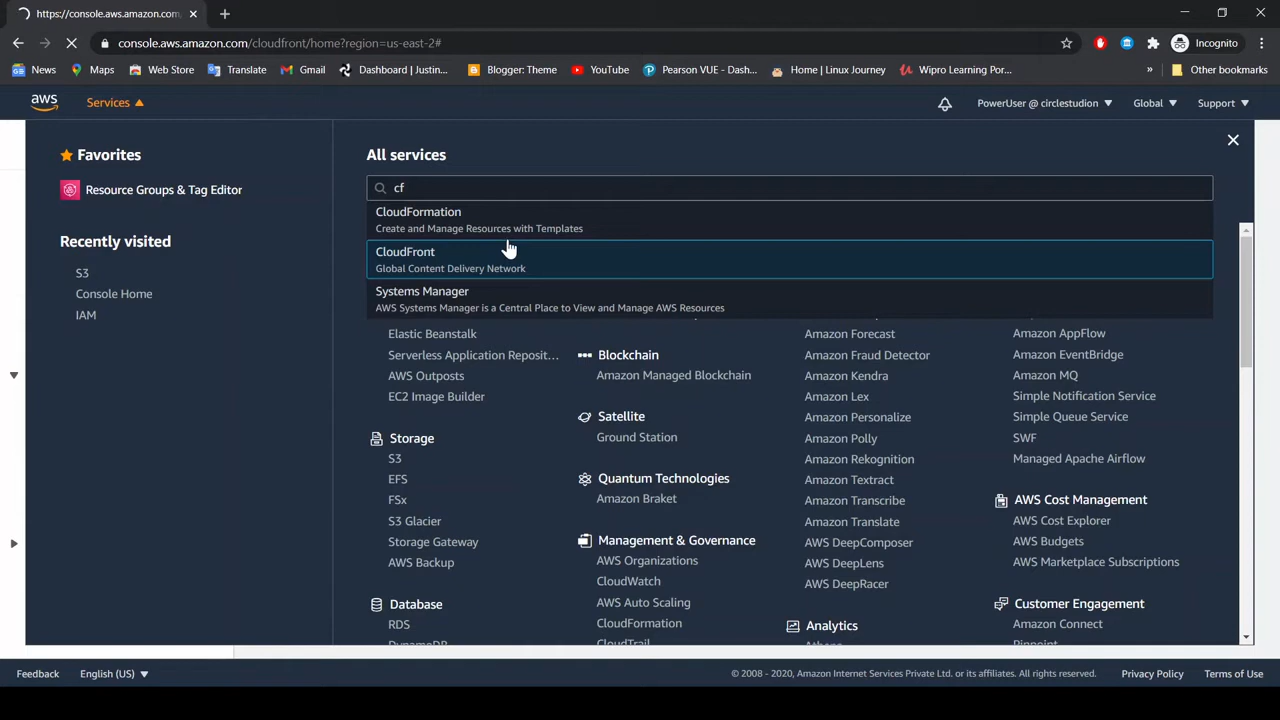 https://console.aws.amazon.com/
console.aws.amazon.com/cloudfront/home?region=us-east-2#
Incognito
News
Maps
Web Store
Translate
Gmail
Dashboard | Justin...
Blogger: Theme
YouTube
Pearson VUE - Dash...
Home | Linux Journey
Wipro Learning Por...
»
Other bookmarks
aws
Services
PowerUser @ circlestudion
Global
Support
Favorites
Resource Groups & Tag Editor
Recently visited
S3
Console Home
IAM
All services
cf
CloudFormation
Create and Manage Resources with Templates
CloudFront
Global Content Delivery Network
Systems Manager
AWS Systems Manager is a Central Place to View and Manage AWS Resources
Elastic Beanstalk
Serverless Application Reposit...
AWS Outposts
EC2 Image Builder
Storage
S3
EFS
FSx
S3 Glacier
Storage Gateway
AWS Backup
Database
RDS
DynamoDB
Blockchain
Amazon Managed Blockchain
Satellite
Ground Station
Quantum Technologies
Amazon Braket
Management & Governance
AWS Organizations
CloudWatch
AWS Auto Scaling
CloudFormation
CloudTrail
Amazon Forecast
Amazon Fraud Detector
Amazon Kendra
Amazon Lex
Amazon Personalize
Amazon Polly
Amazon Rekognition
Amazon Textract
Amazon Transcribe
Amazon Translate
AWS DeepComposer
AWS DeepLens
AWS DeepRacer
Analytics
Athena
Amazon AppFlow
Amazon EventBridge
Amazon MQ
Simple Notification Service
Simple Queue Service
SWF
Managed Apache Airflow
AWS Cost Management
AWS Cost Explorer
AWS Budgets
AWS Marketplace Subscriptions
Customer Engagement
Amazon Connect
Pinpoint
Feedback
English (US)
© 2008 - 2020, Amazon Internet Services Private Ltd. or its affiliates. All rights reserved.
Privacy Policy
Terms of Use